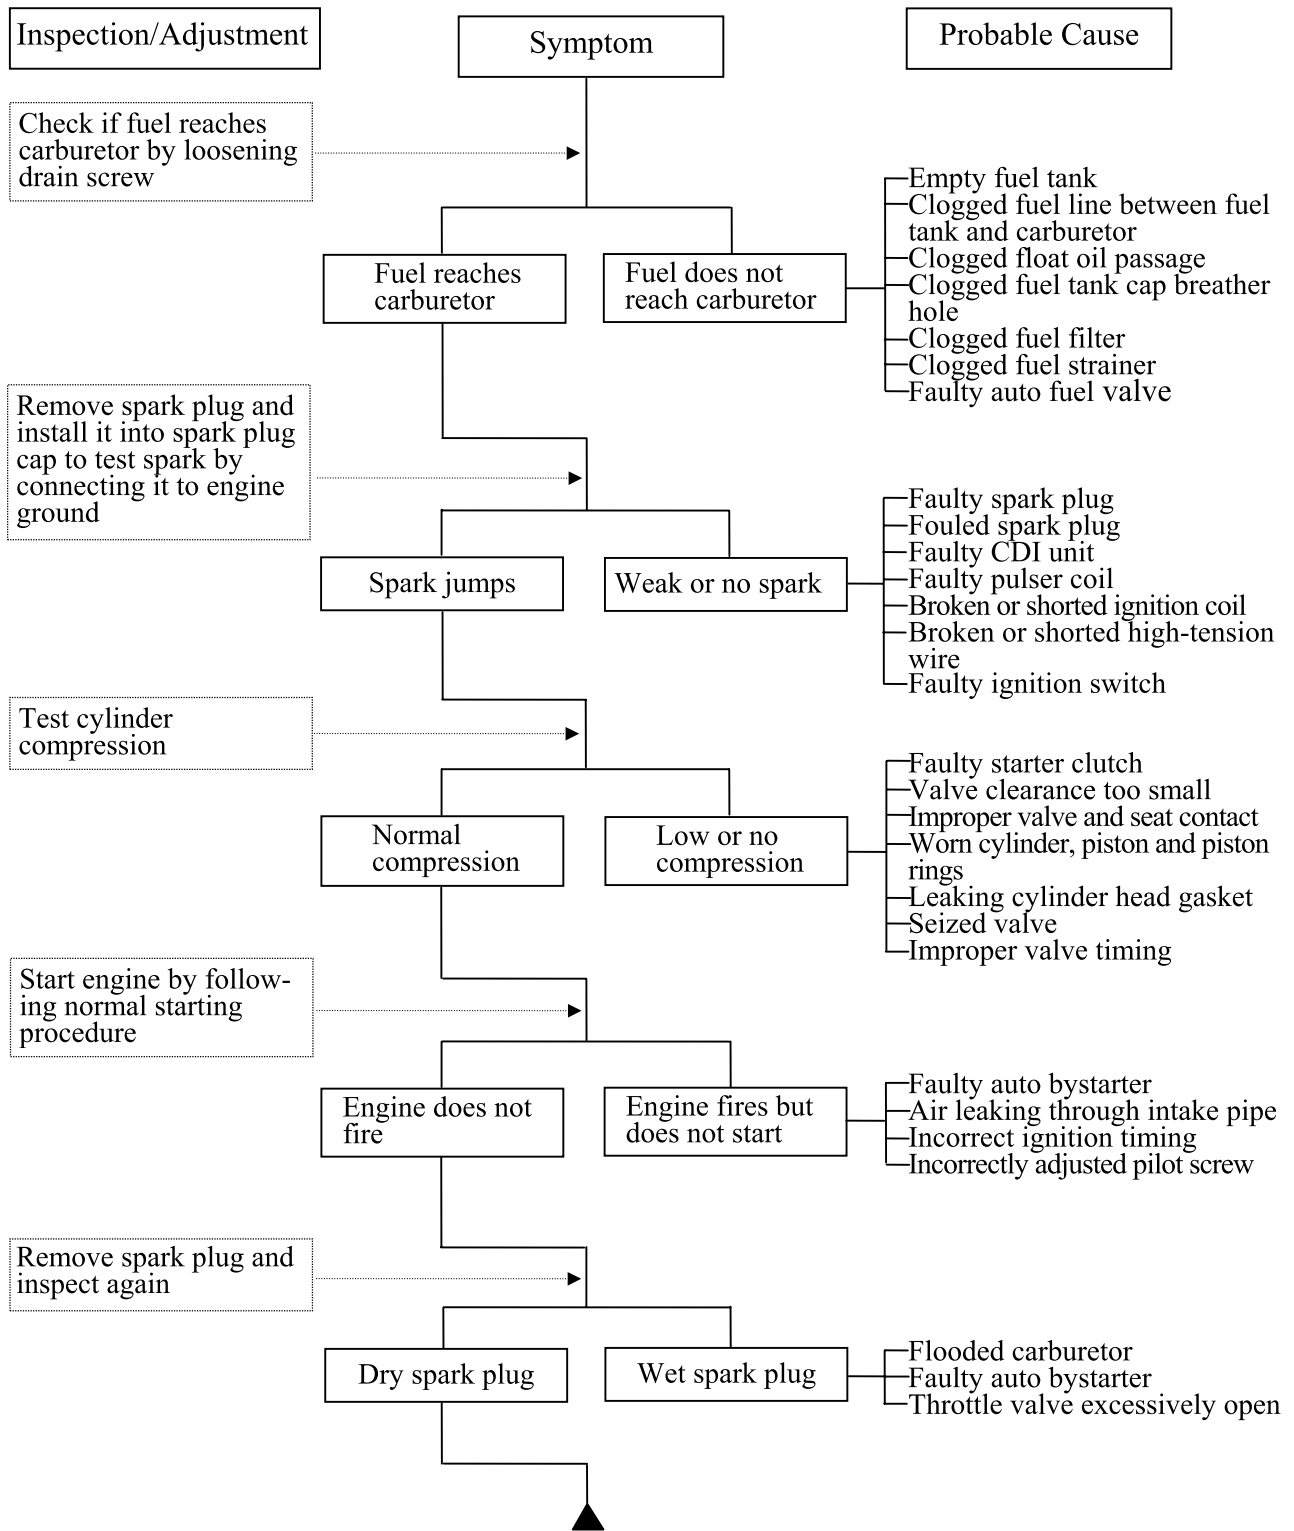 Inspection/Adjustment
Symptom
Probable Cause
Check if fuel reaches
carburetor by loosening
drain screw
Fuel reaches
carburetor
Fuel does not
reach carburetor
Empty fuel tank
Clogged fuel line between fuel
tank and carburetor
Clogged float oil passage
Clogged fuel tank cap breather
hole
Clogged fuel filter
Clogged fuel strainer
Faulty auto fuel valve
Remove spark plug and
install it into spark plug
cap to test spark by
connecting it to engine
ground
Spark jumps
Weak or no spark
Faulty spark plug
Fouled spark plug
Faulty CDI unit
Faulty pulser coil
Broken or shorted ignition coil
Broken or shorted high-tension
wire
Faulty ignition switch
Test cylinder
compression
Normal
compression
Low or no
compression
Faulty starter clutch
Valve clearance too small
Improper valve and seat contact
Worn cylinder, piston and piston
rings
Leaking cylinder head gasket
Seized valve
Improper valve timing
Start engine by follow-
ing normal starting
procedure
Engine does not
fire
Engine fires but
does not start
Faulty auto bystarter
Air leaking through intake pipe
Incorrect ignition timing
Incorrectly adjusted pilot screw
Remove spark plug and
inspect again
Dry spark plug
Wet spark plug
Flooded carburetor
Faulty auto bystarter
Throttle valve excessively open